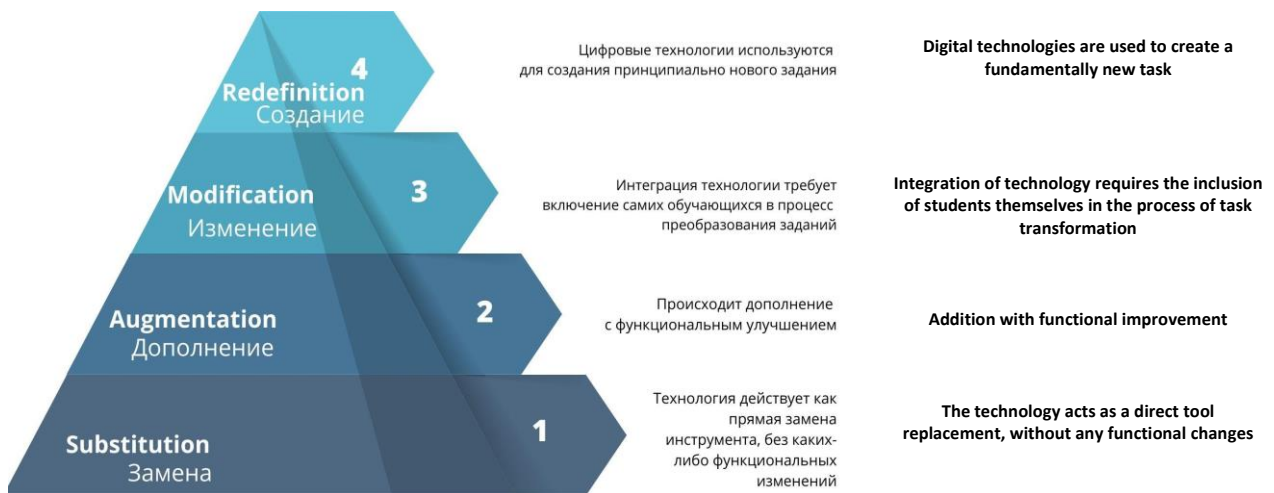 4
Redefinition
Создание
Цифровые технологии используются
для создания принципиально нового задания
Digital technologies are used to create a
fundamentally new task
Modification
Изменение
3
Интеграция технологии требует
включение самих обучающихся в процесс
преобразования заданий
Integration of technology requires the inclusion
of students themselves in the process of task
transformation
Augmentation
Дополнение
2
Происходит дополнение
с функциональным улучшением
Addition with functional improvement
Substitution
Замена
1
Технология действует как
прямая замена
инструмента, без каких-
либо функциональных
изменений
The technology acts as a direct tool
replacement, without any functional changes